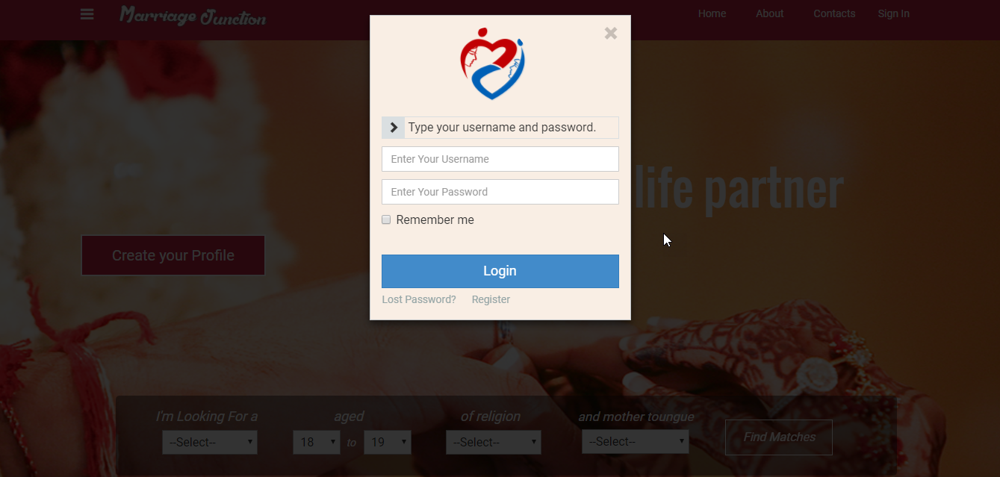 Marriage Junction
Home About Contacts Sign In
Type your username and password.
Enter Your Username
Enter Your Password
life partner
Remember me
Create your Profile
Login
Lost Password? Register
I'm Looking For a aged of religion and mother toungue
--Select-- 18 to 19 --Select-- --Select-- Find Matches